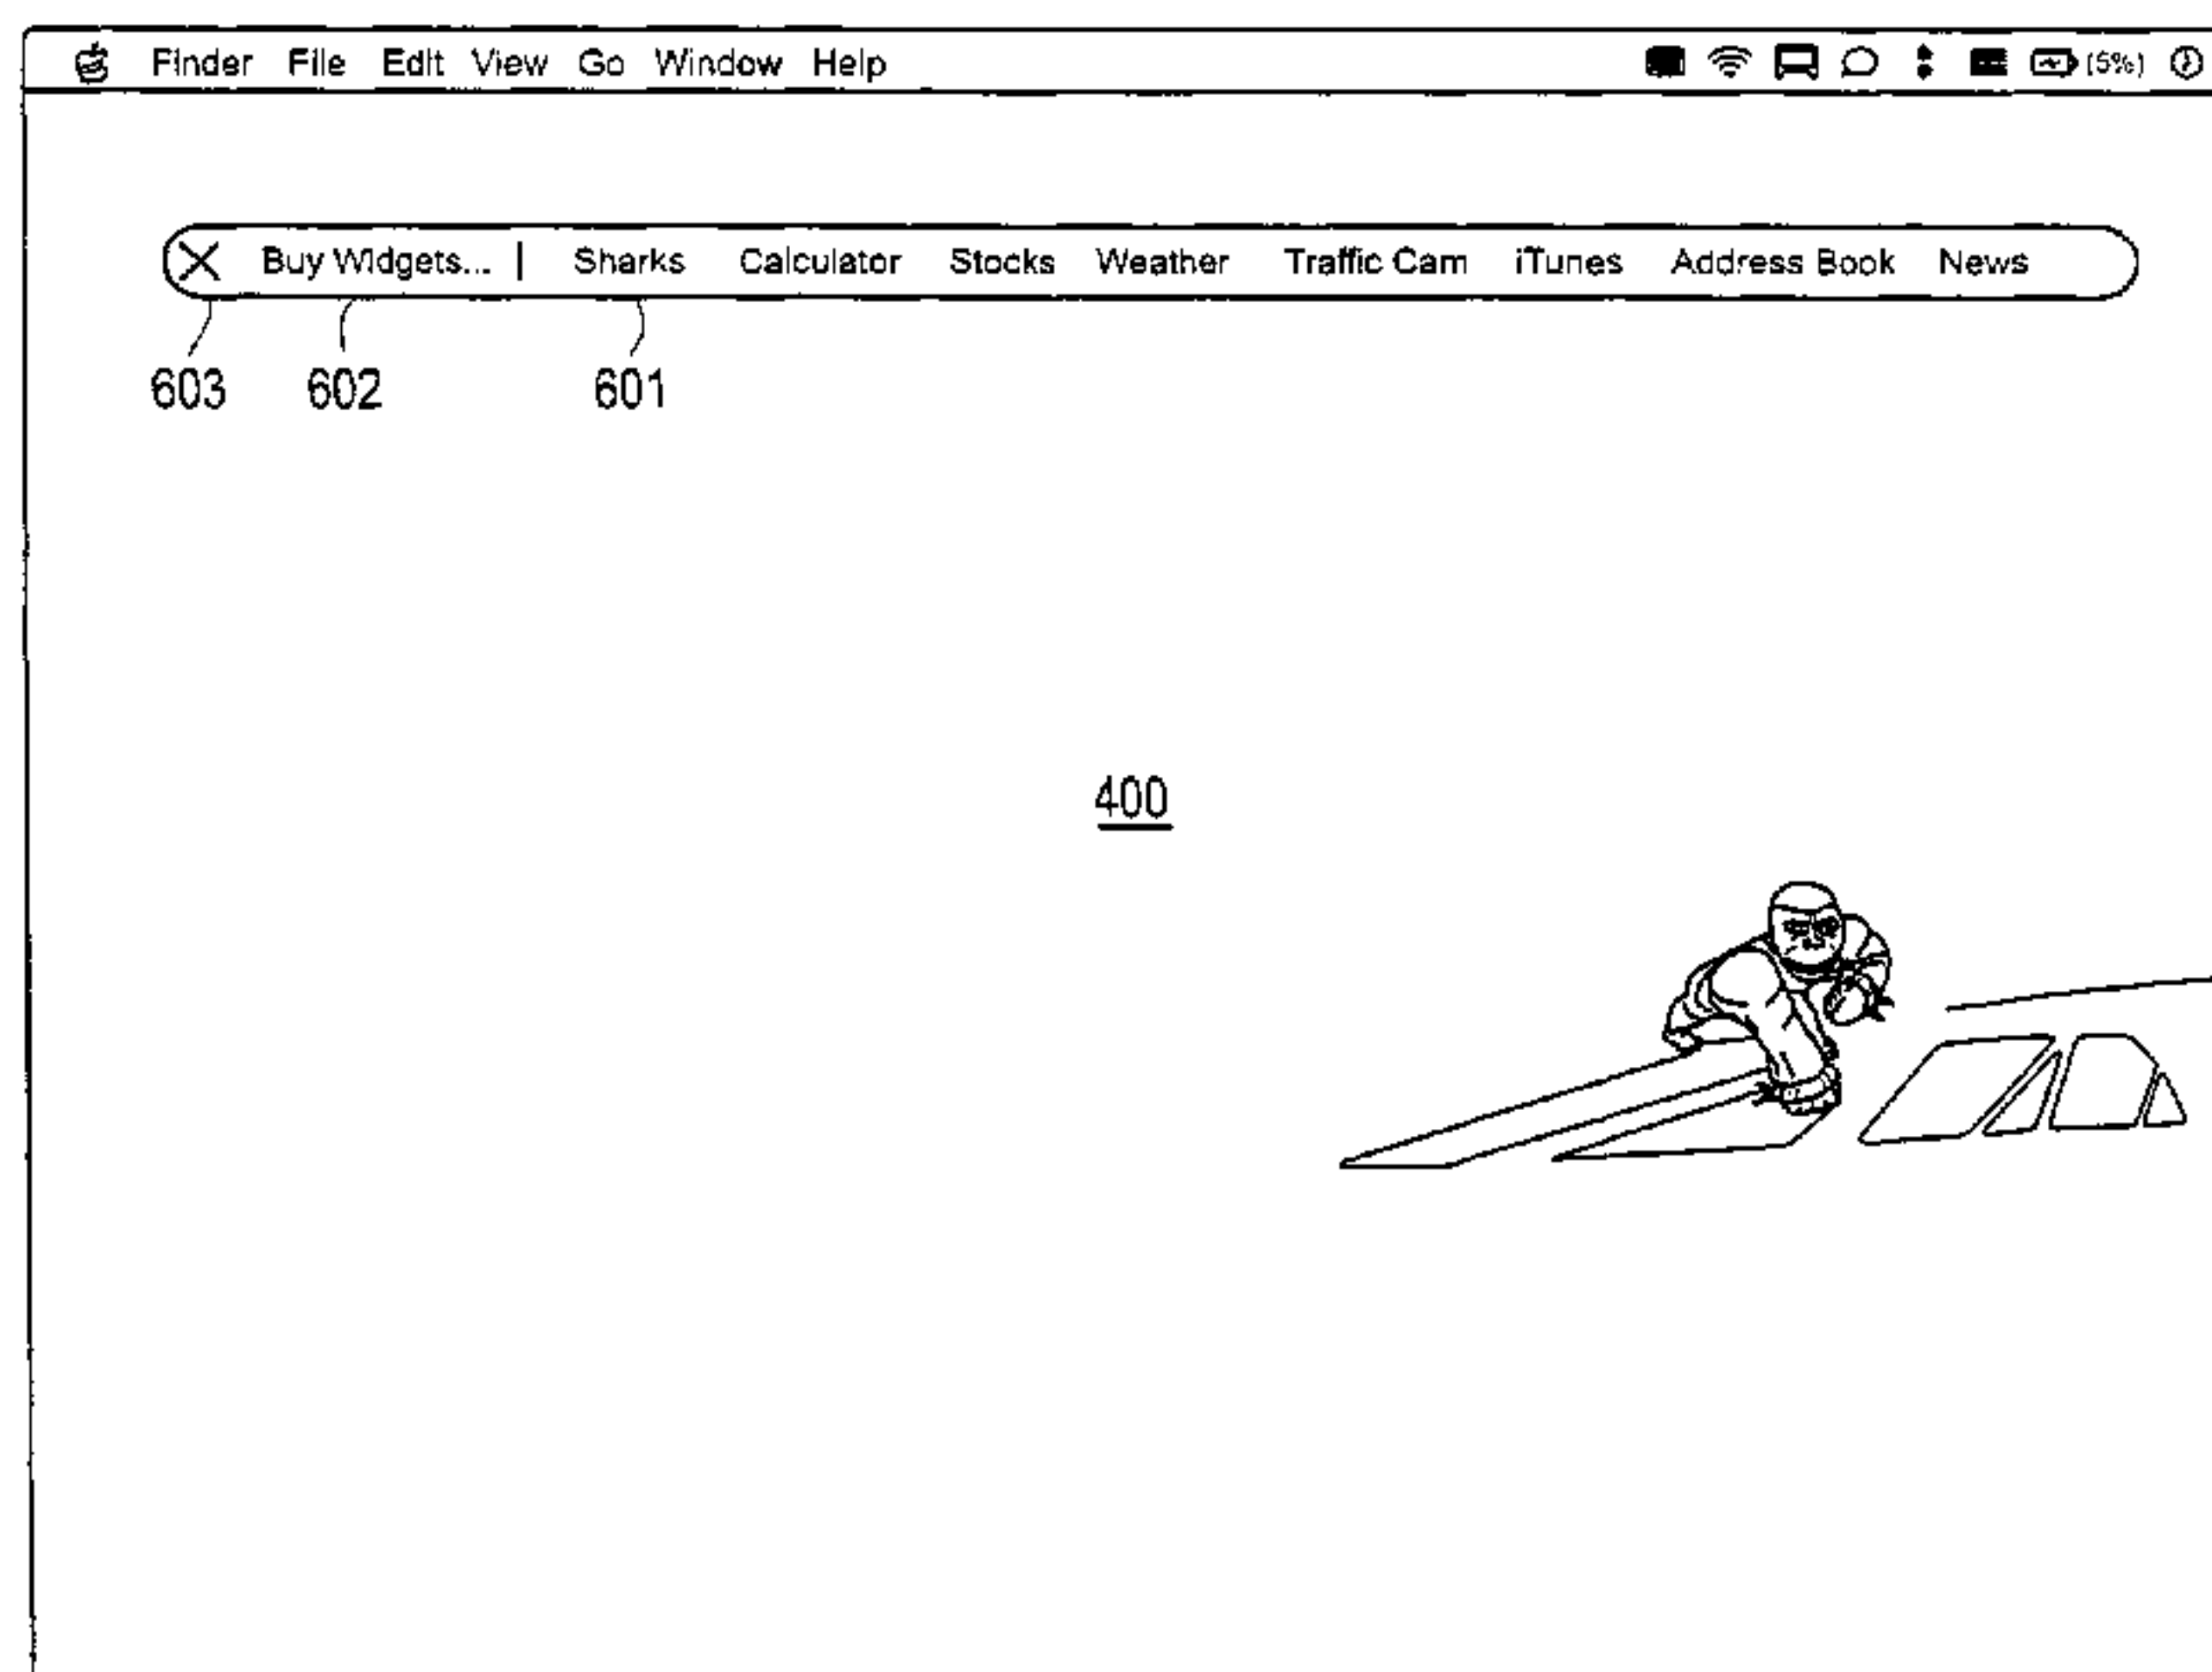 Finder File Edit View Go Window Help (5%)
X Buy Widgets... | Sharks Calculator Stocks Weather Traffic Cam iTunes Address Book News
603 602 601
400